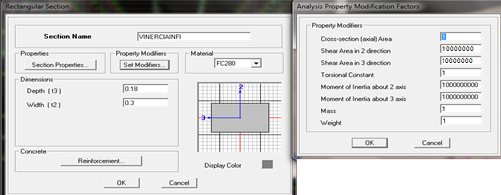 Rectangular Section
Section Name VINERCIAINFI
Properties
Section Properties...
Property Modifiers
Set Modifiers...
Material
FC280
Dimensions
Depth ( t3 ) 0.18
Width ( t2 ) 0.3
2
3
Concrete
Reinforcement...
Display Color
OK Cancel
Analysis Property Modification Factors
Property Modifiers
Cross-section (axial) Area 1
Shear Area in 2 direction 10000000
Shear Area in 3 direction 10000000
Torsional Constant 1
Moment of Inertia about 2 axis 1000000000
Moment of Inertia about 3 axis 1000000000
Mass 1
Weight 1
OK Cancel